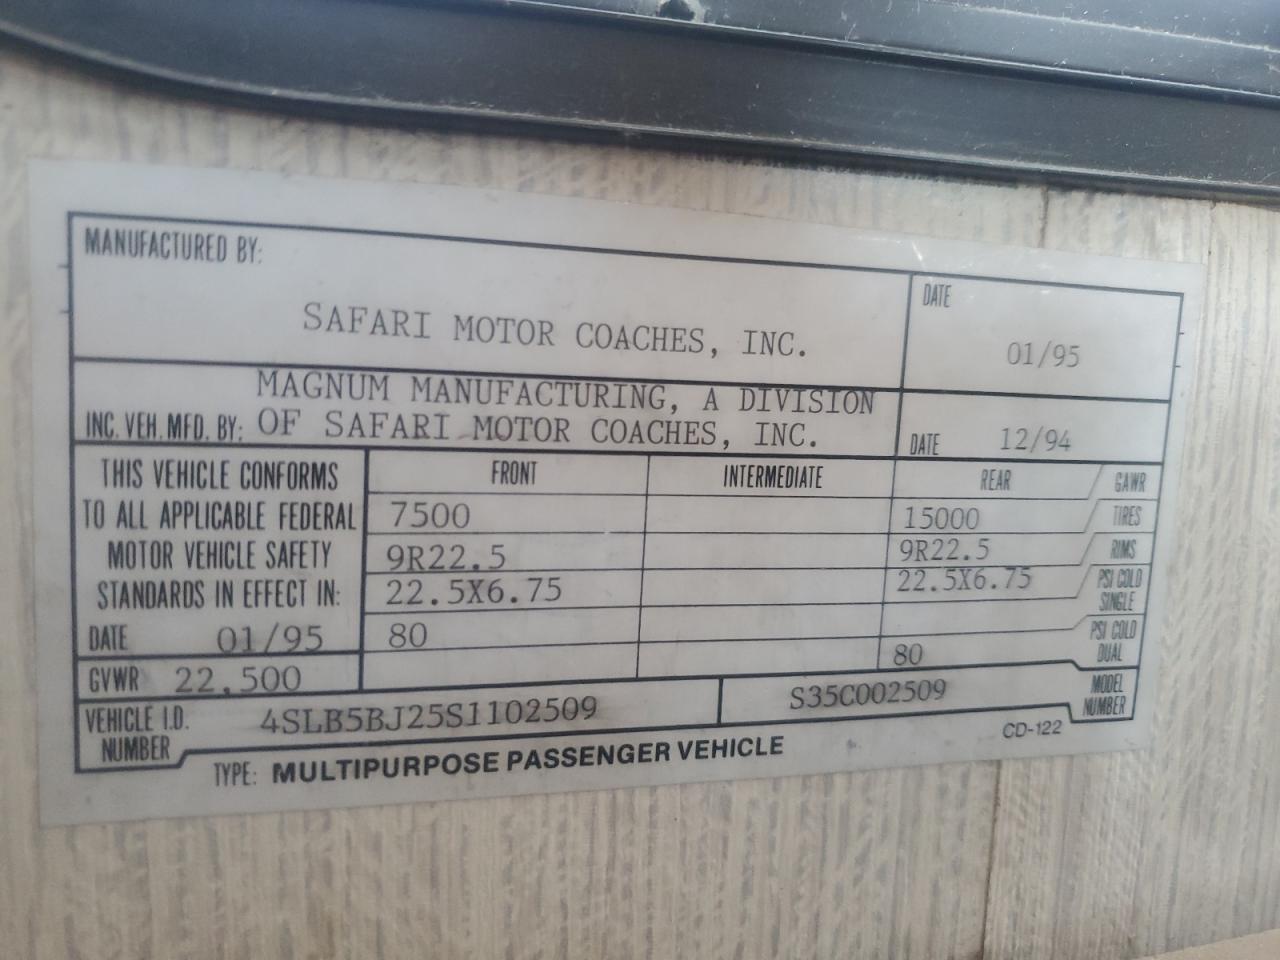 MANUFACTURED BY:
SAFARI MOTOR COACHES, INC.
DATE
01/95
MAGNUM MANUFACTURING, A DIVISION
INC. VEH. MFD. BY: OF SAFARI MOTOR COACHES, INC.
DATE 12/94
THIS VEHICLE CONFORMS
TO ALL APPLICABLE FEDERAL
MOTOR VEHICLE SAFETY
STANDARDS IN EFFECT IN:
DATE 01/95
GVWR 22,500
FRONT INTERMEDIATE REAR GAWR
7500 15000 TIRES
9R22.5 9R22.5 RIMS
22.5X6.75 22.5X6.75 PSI COLD SINGLE
80 PSI COLD DUAL
80
VEHICLE I.D. NUMBER 4SLB5BJ25S1102509
S35C002509 MODEL NUMBER
TYPE: MULTIPURPOSE PASSENGER VEHICLE
CD-122